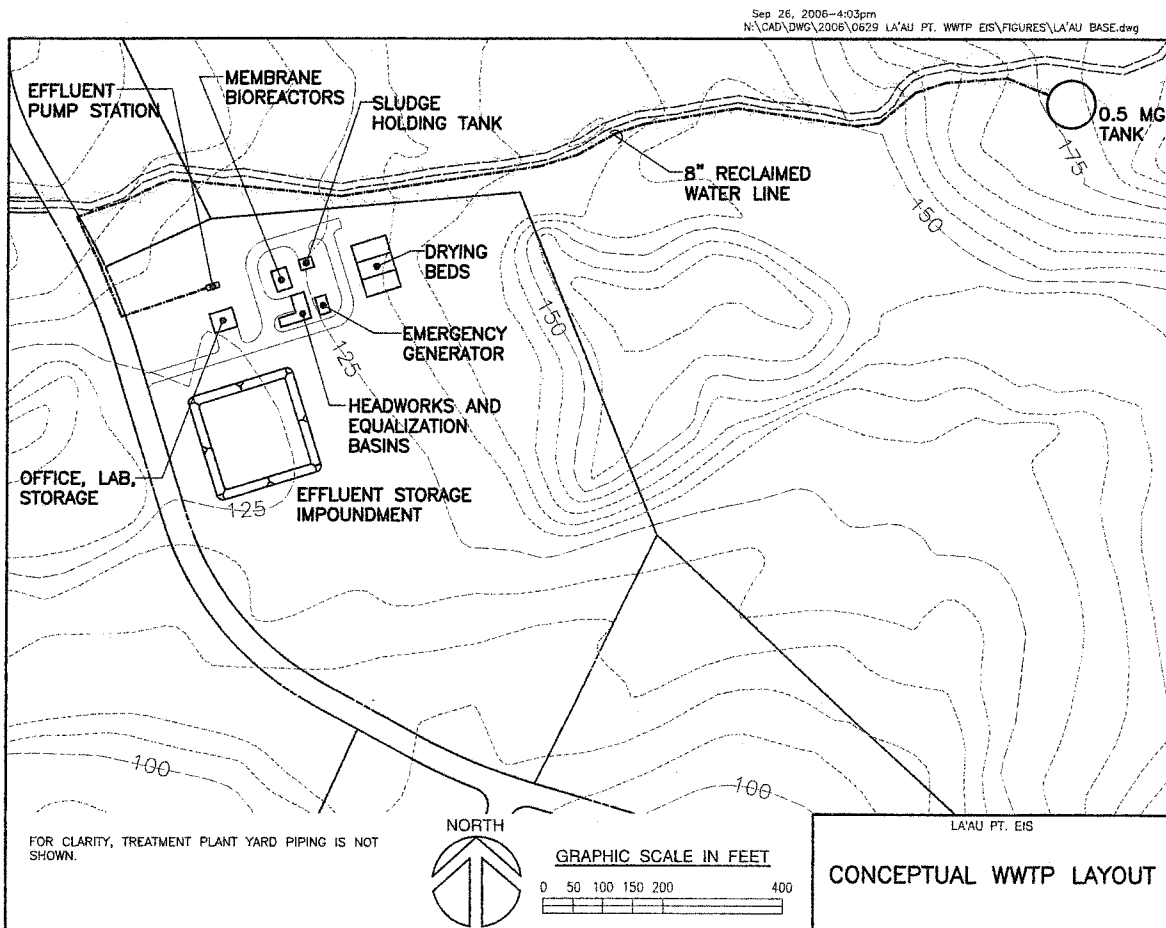 Sep 26, 2006-4:03pm
N:\CAD\DWG\2006\0629 LA'AU PT. WWTP EIS\FIGURES\LA'AU BASE.dwg
EFFLUENT
PUMP STATION
MEMBRANE
BIOREACTORS
SLUDGE
HOLDING TANK
0.5 MG
TANK
175
8" RECLAIMED
WATER LINE
150
DRYING
BEDS
150
EMERGENCY
GENERATOR
125
HEADWORKS AND
EQUALIZATION
BASINS
OFFICE, LAB,
STORAGE
EFFLUENT STORAGE
IMPOUNDMENT
125
100
100
FOR CLARITY, TREATMENT PLANT YARD PIPING IS NOT
SHOWN.
NORTH
GRAPHIC SCALE IN FEET
0 50 100 150 200 400
LA'AU PT. EIS
CONCEPTUAL WWTP LAYOUT